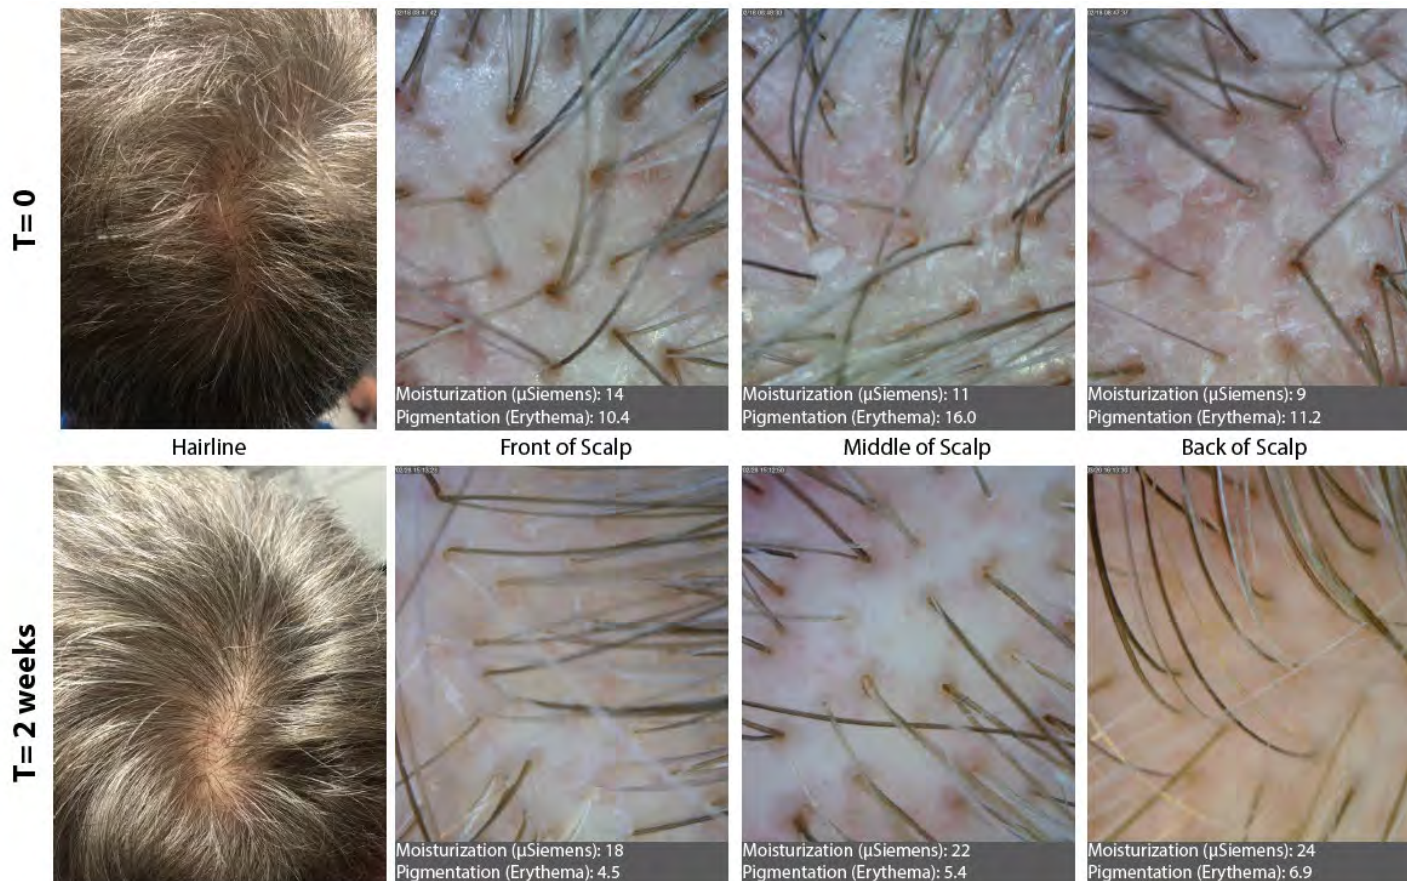 T= 0
Moisturization (µSiemens): 14
Pigmentation (Erythema): 10.4
Moisturization (µSiemens): 11
Pigmentation (Erythema): 16.0
Moisturization (µSiemens): 9
Pigmentation (Erythema): 11.2
Hairline
Front of Scalp
Middle of Scalp
Back of Scalp
T= 2 weeks
Moisturization (µSiemens): 18
Pigmentation (Erythema): 4.5
Moisturization (µSiemens): 22
Pigmentation (Erythema): 5.4
Moisturization (µSiemens): 24
Pigmentation (Erythema): 6.9